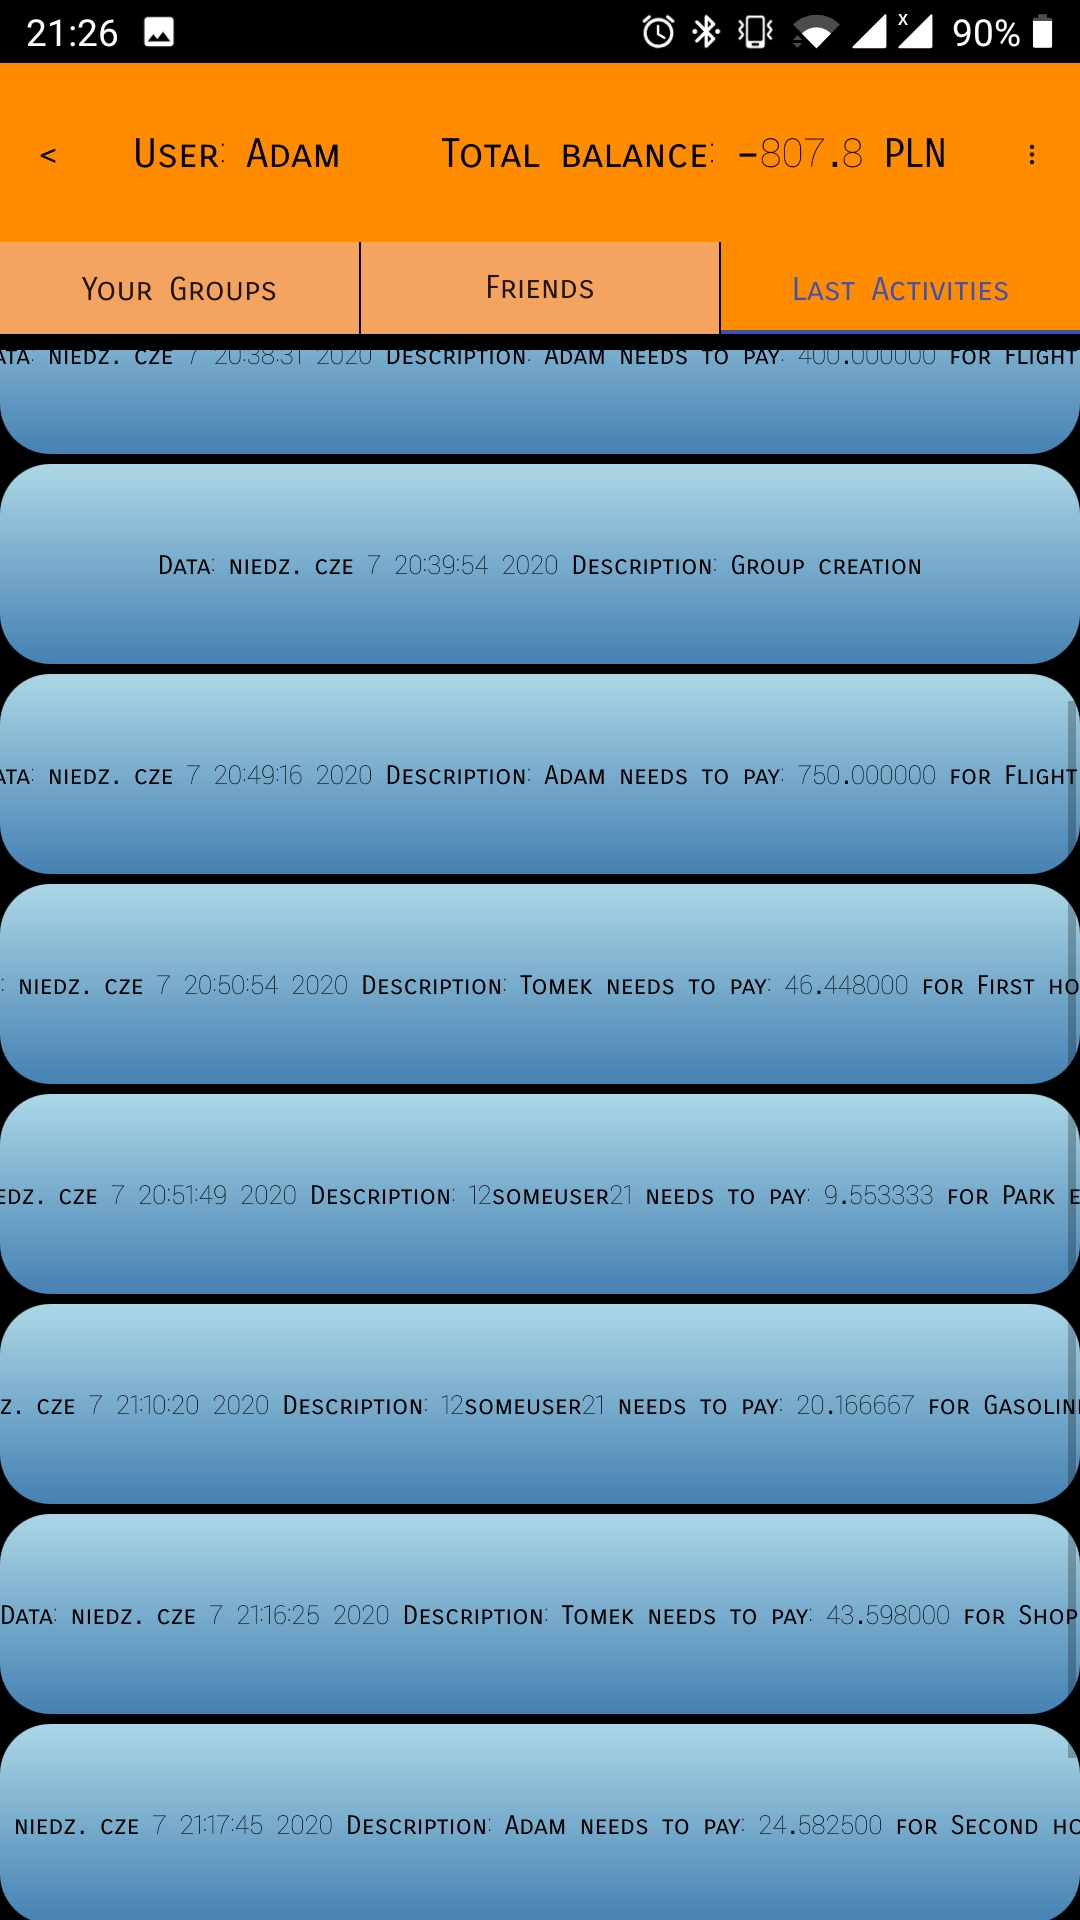 21:26 x 90%
< User: Adam Total balance: -807.8 PLN
Your Groups Friends Last Activities
niedz. cze 7 20:38:31 2020 Description: Adam needs to pay: 400.000000 for Flight
Data: niedz. cze 7 20:39:54 2020 Description: Group creation
niedz. cze 7 20:49:16 2020 Description: Adam needs to pay: 750.000000 for Flight
: niedz. cze 7 20:50:54 2020 Description: Tomek needs to pay: 46.448000 for First ho
edz. cze 7 20:51:49 2020 Description: 12someuser21 needs to pay: 9.553333 for Park e
z. cze 7 21:10:20 2020 Description: 12someuser21 needs to pay: 20.166667 for Gasolin
Data: niedz. cze 7 21:16:25 2020 Description: Tomek needs to pay: 43.598000 for Shop
niedz. cze 7 21:17:45 2020 Description: Adam needs to pay: 24.582500 for Second ho